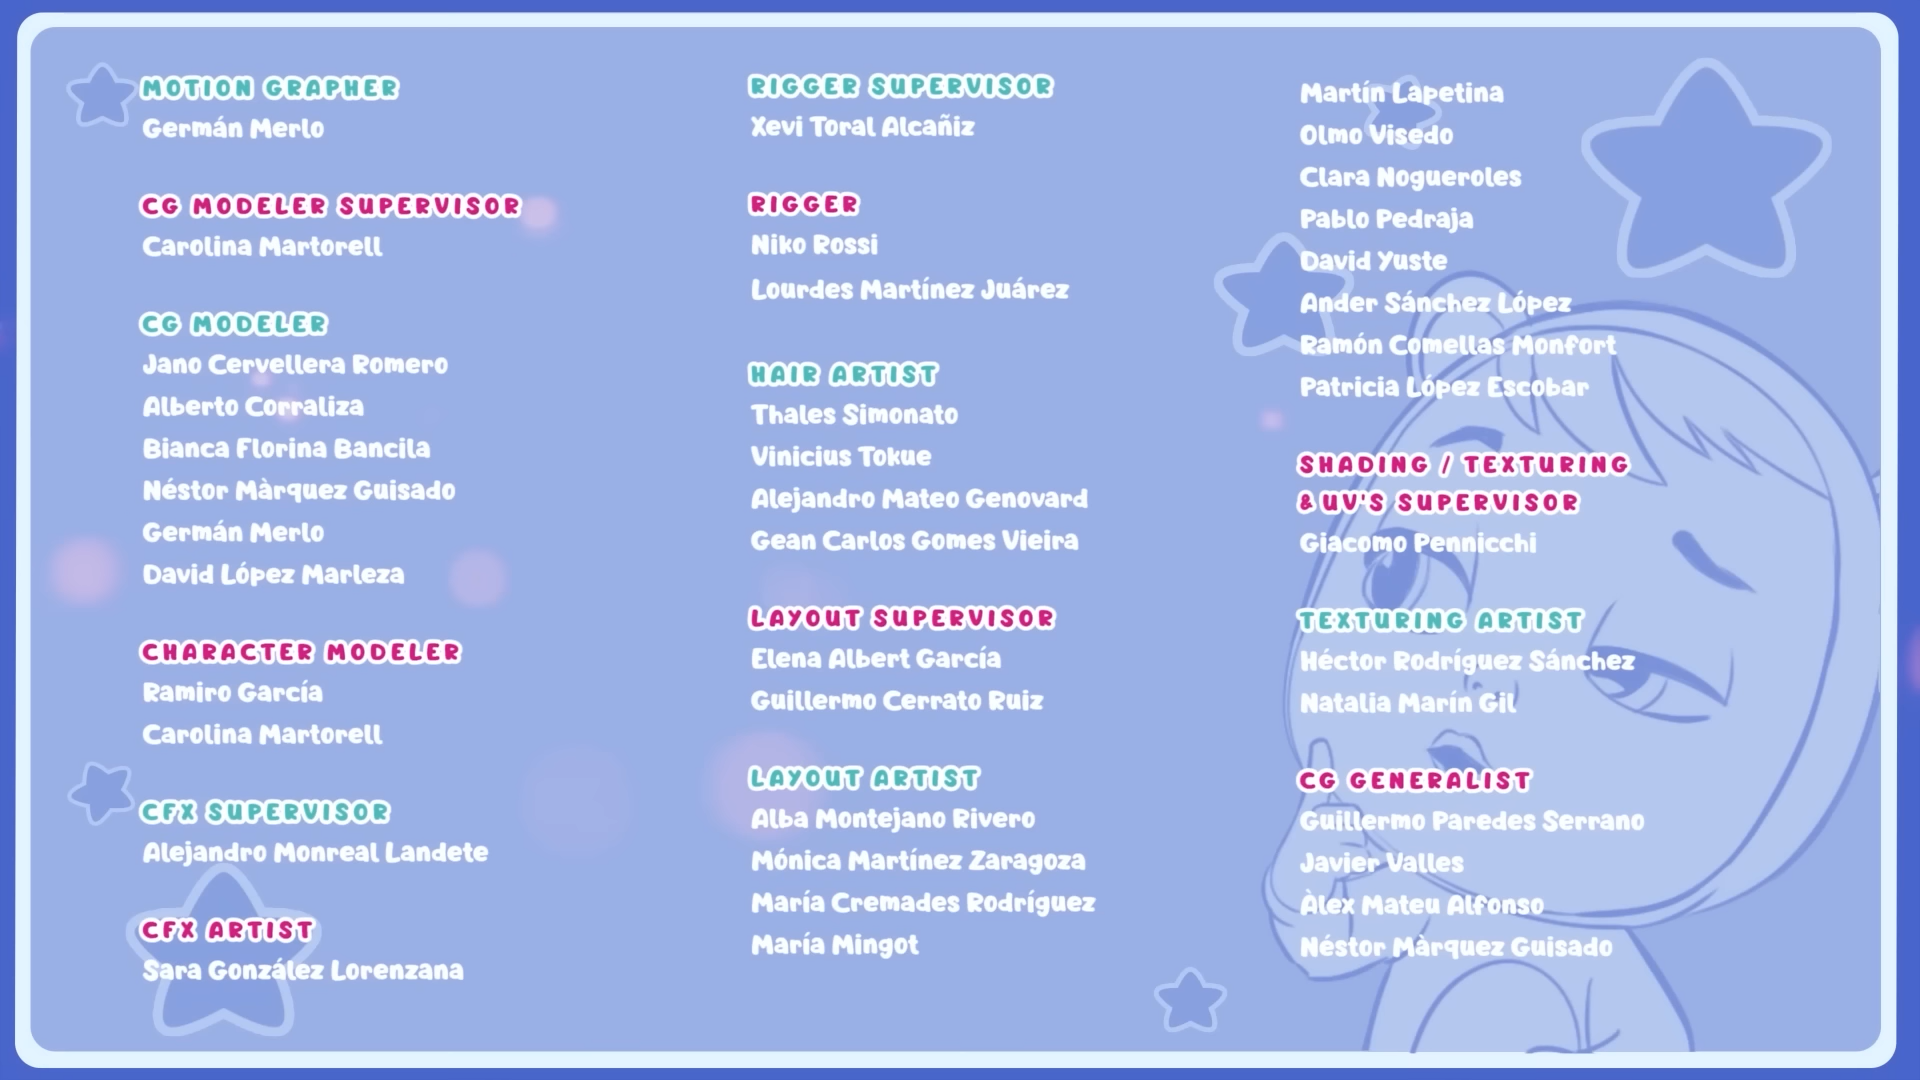 MOTION GRAPHER
Germán Merlo
CG MODELER SUPERVISOR
Carolina Martorell
CG MODELER
Jano Cervellera Romero
Alberto Corraliza
Bianca Florina Bancila
Néstor Màrquez Guisado
Germán Merlo
David López Marleza
CHARACTER MODELER
Ramiro García
Carolina Martorell
CFX SUPERVISOR
Alejandro Monreal Landete
CFX ARTIST
Sara González Lorenzana
RIGGER SUPERVISOR
Xevi Toral Alcañiz
RIGGER
Niko Rossi
Lourdes Martínez Juárez
HAIR ARTIST
Thales Simonato
Vinicius Tokue
Alejandro Mateo Genovard
Gean Carlos Gomes Vieira
LAYOUT SUPERVISOR
Elena Albert García
Guillermo Cerrato Ruiz
LAYOUT ARTIST
Alba Montejano Rivero
Mónica Martínez Zaragoza
María Cremades Rodríguez
María Mingot
Martín Lapetina
Olmo Visedo
Clara Nogueroles
Pablo Pedraja
David Yuste
Ander Sánchez López
Ramón Comellas Monfort
Patricia López Escobar
SHADING / TEXTURING
& UV'S SUPERVISOR
Giacomo Pennicchi
TEXTURING ARTIST
Héctor Rodríguez Sánchez
Natalia Marín Gil
CG GENERALIST
Guillermo Paredes Serrano
Javier Valles
Àlex Mateu Alfonso
Néstor Màrquez Guisado